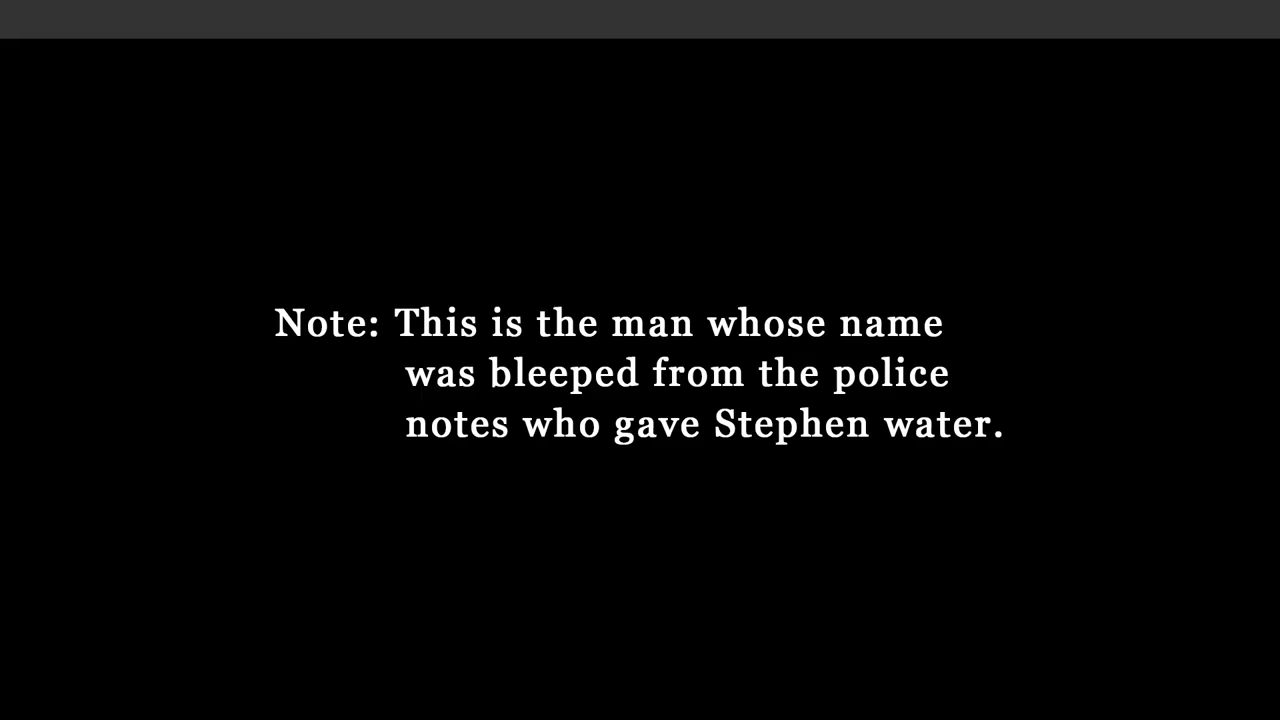 Note: This is the man whose name
was bleeped from the police
notes who gave Stephen water.